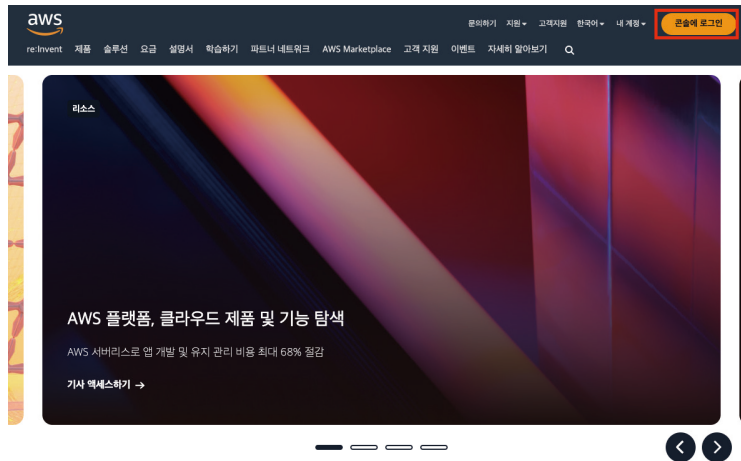 aws
문의하기 지원 고객지원 한국어 내 계정 콘솔에 로그인
re:Invent 제품 솔루션 요금 설명서 학습하기 파트너 네트워크 AWS Marketplace 고객 지원 이벤트 자세히 알아보기
리소스
AWS 플랫폼, 클라우드 제품 및 기능 탐색
AWS 서버리스로 앱 개발 및 유지 관리 비용 최대 68% 절감
기사 액세스하기 →